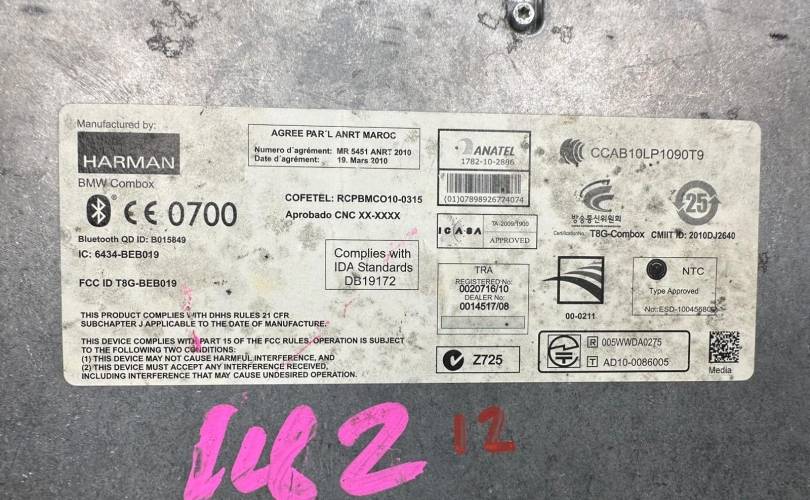 Manufactured by:
HARMAN
BMW Combox
CE 0700
Bluetooth QD ID: B015849
IC: 6434-BEB019
FCC ID T8G-BEB019
THIS PRODUCT COMPLIES WITH DHHS RULES 21 CFR
SUBCHAPTER J APPLICABLE TO THE DATE OF MANUFACTURE.
THIS DEVICE COMPLIES WITH PART 15 OF THE FCC RULES, OPERATION IS SUBJECT
TO THE FOLLOWING TWO CONDITIONS:
(1) THIS DEVICE MAY NOT CAUSE HARMFUL INTERFERENCE, AND
(2) THIS DEVICE MUST ACCEPT ANY INTERFERENCE RECEIVED,
INCLUDING INTERFERENCE THAT MAY CAUSE UNDESIRED OPERATION.
AGREE PAR´L ANRT MAROC
Numero d´agrément: MR 5451 ANRT 2010
Date d´agrément: 19. Mars 2010
COFETEL: RCPBMCO10-0315
Aprobado CNC XX-XXXX
Complies with
IDA Standards
DB19172
ANATEL
1782-10-2886
(01)07898926774074
ICASA
TA-2009/1900
APPROVED
TRA
REGISTERED No:
0020716/10
DEALER No:
0014517/08
Z725
CCAB10LP1090T9
방송통신위원회
25
CertificationNo. T8G-Combox CMIIT ID: 2010DJ2640
00-0211
NTC
Type Approved
No.:ESD-1004568C
R 005WWDA0275
T AD10-0086005
Media
142
12